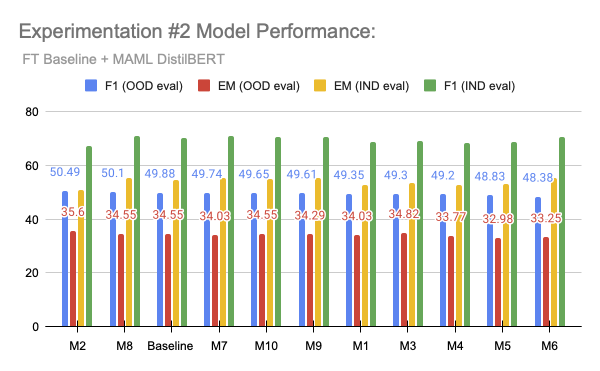 Experimentation #2 Model Performance:
FT Baseline + MAML DistilBERT
F1 (OOD eval) EM (OOD eval) EM (IND eval) F1 (IND eval)
80
60
40
20
0
50.49 50.1 49.88 49.74 49.65 49.61 49.35 49.3 49.2 48.83 48.38
35.6 34.55 34.55 34.03 34.55 34.29 34.03 34.82 33.77 32.98 33.25
M2 M8 Baseline M7 M10 M9 M1 M3 M4 M5 M6